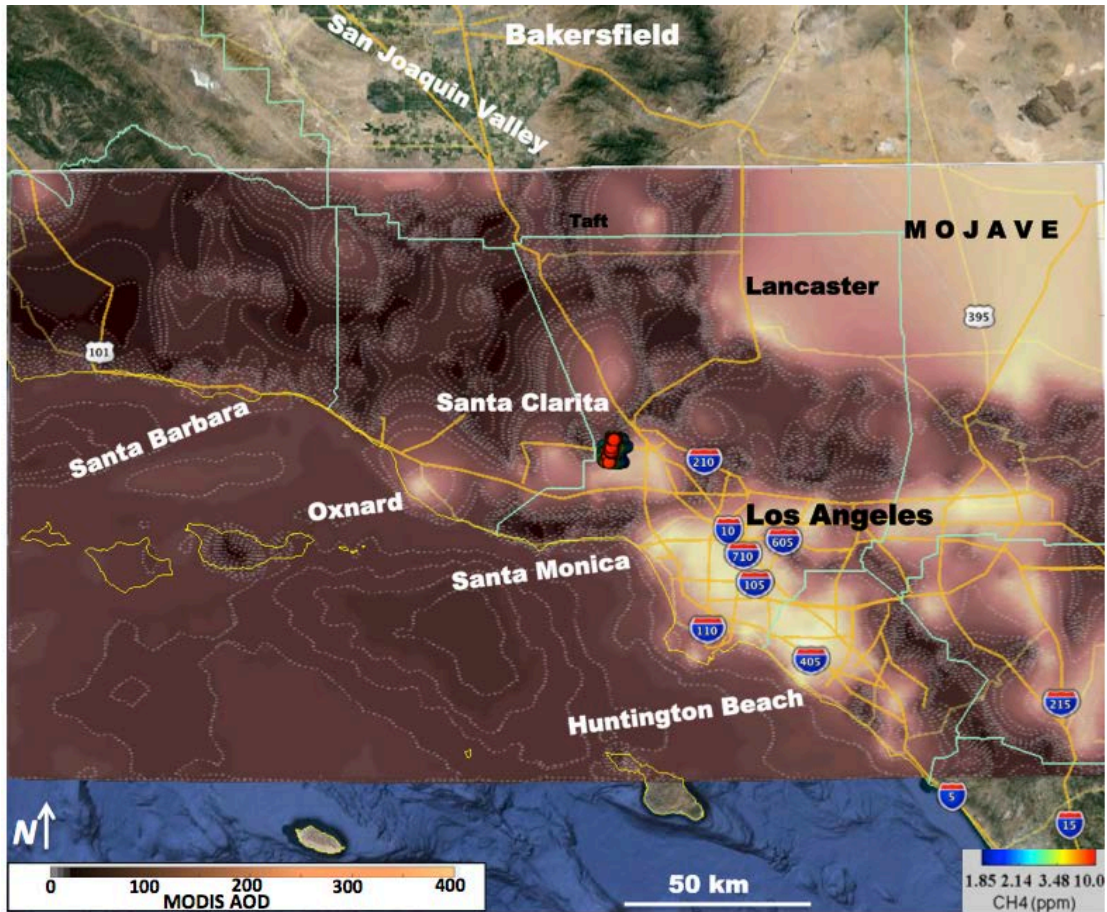 Bakersfield
San Joaquin Valley
Taft
MOJAVE
Lancaster
395
101
Santa Clarita
Santa Barbara
210
Oxnard
Los Angeles
10
605
710
Santa Monica
105
110
405
Huntington Beach
215
5
15
N
0 100 200 300 400
MODIS AOD
50 km
1.85 2.14 3.48 10.0
CH4 (ppm)